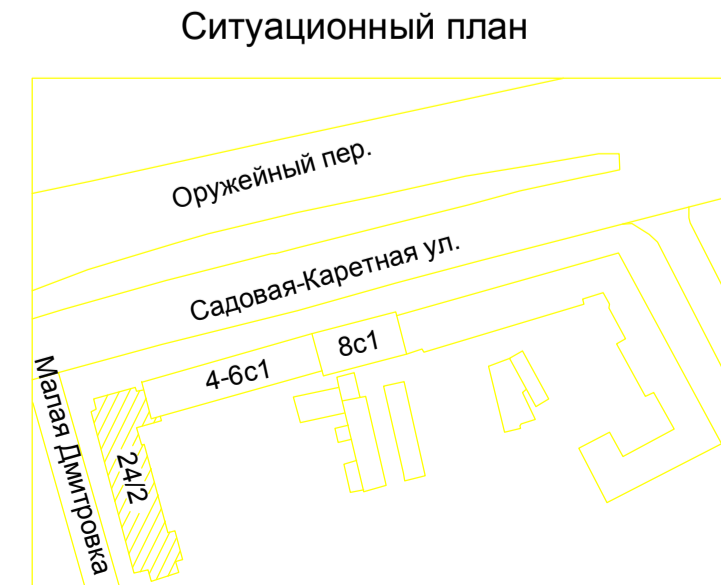 Ситуационный план
Оружейный пер.
Садовая-Каретная ул.
8с1
4-6с1
Малая Дмитровка
24/2